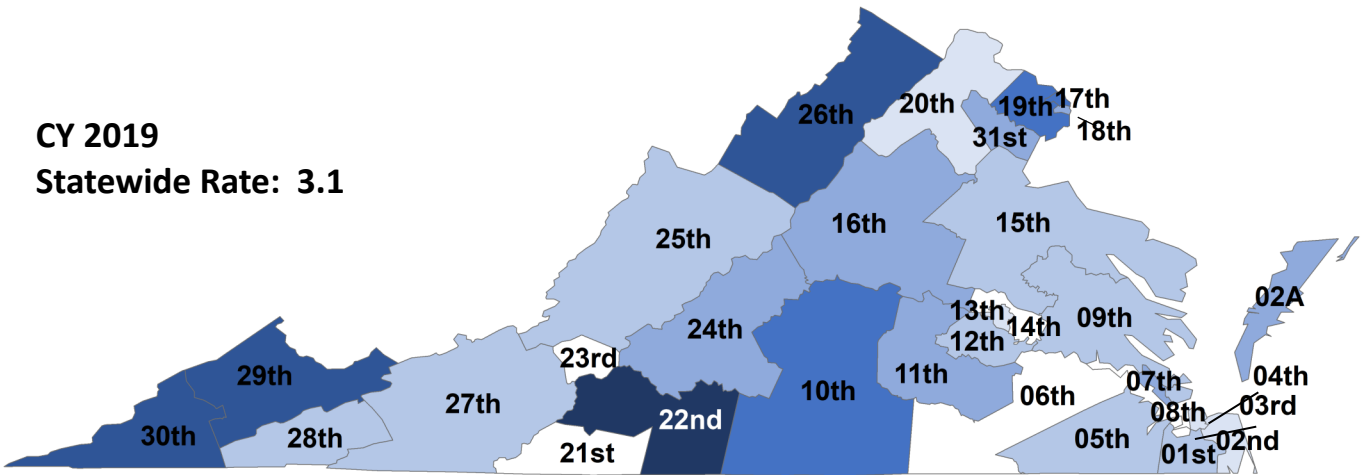 CY 2019
Statewide Rate: 3.1
26th
20th
19th
17th
18th
31st
25th
16th
15th
02A
24th
13th
14th
12th
09th
23rd
29th
27th
10th
11th
06th
07th
04th
03rd
08th
22nd
30th
28th
21st
05th
01st
02nd